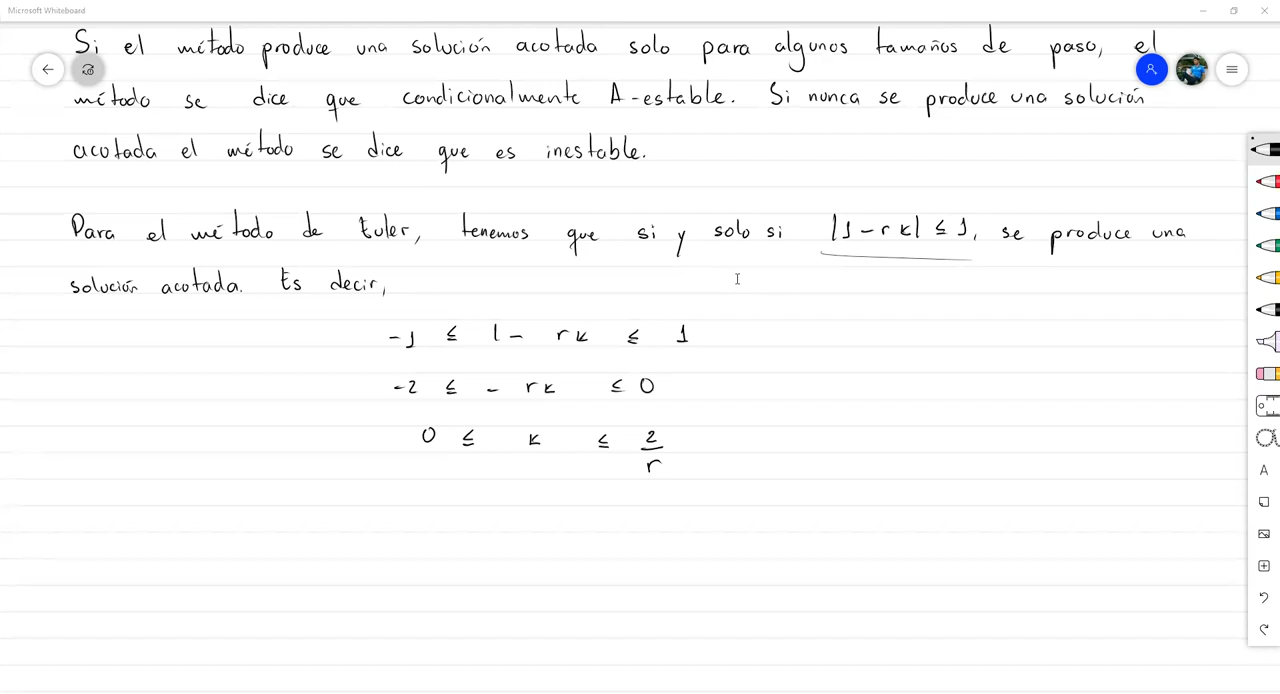 Microsoft Whiteboard
Si el método produce una solución acotada solo para algunos tamaños de paso, el
método se dice que condicionalmente A-estable. Si nunca se produce una solución
acotada el método se dice que es inestable.
Para el método de Euler, tenemos que si y solo si |1 - rk| ≤ 1, se produce una
solución acotada. Es decir,
-1 ≤ 1 - rk ≤ 1
-2 ≤ - rk ≤ 0
0 ≤ k ≤ 2/r
A